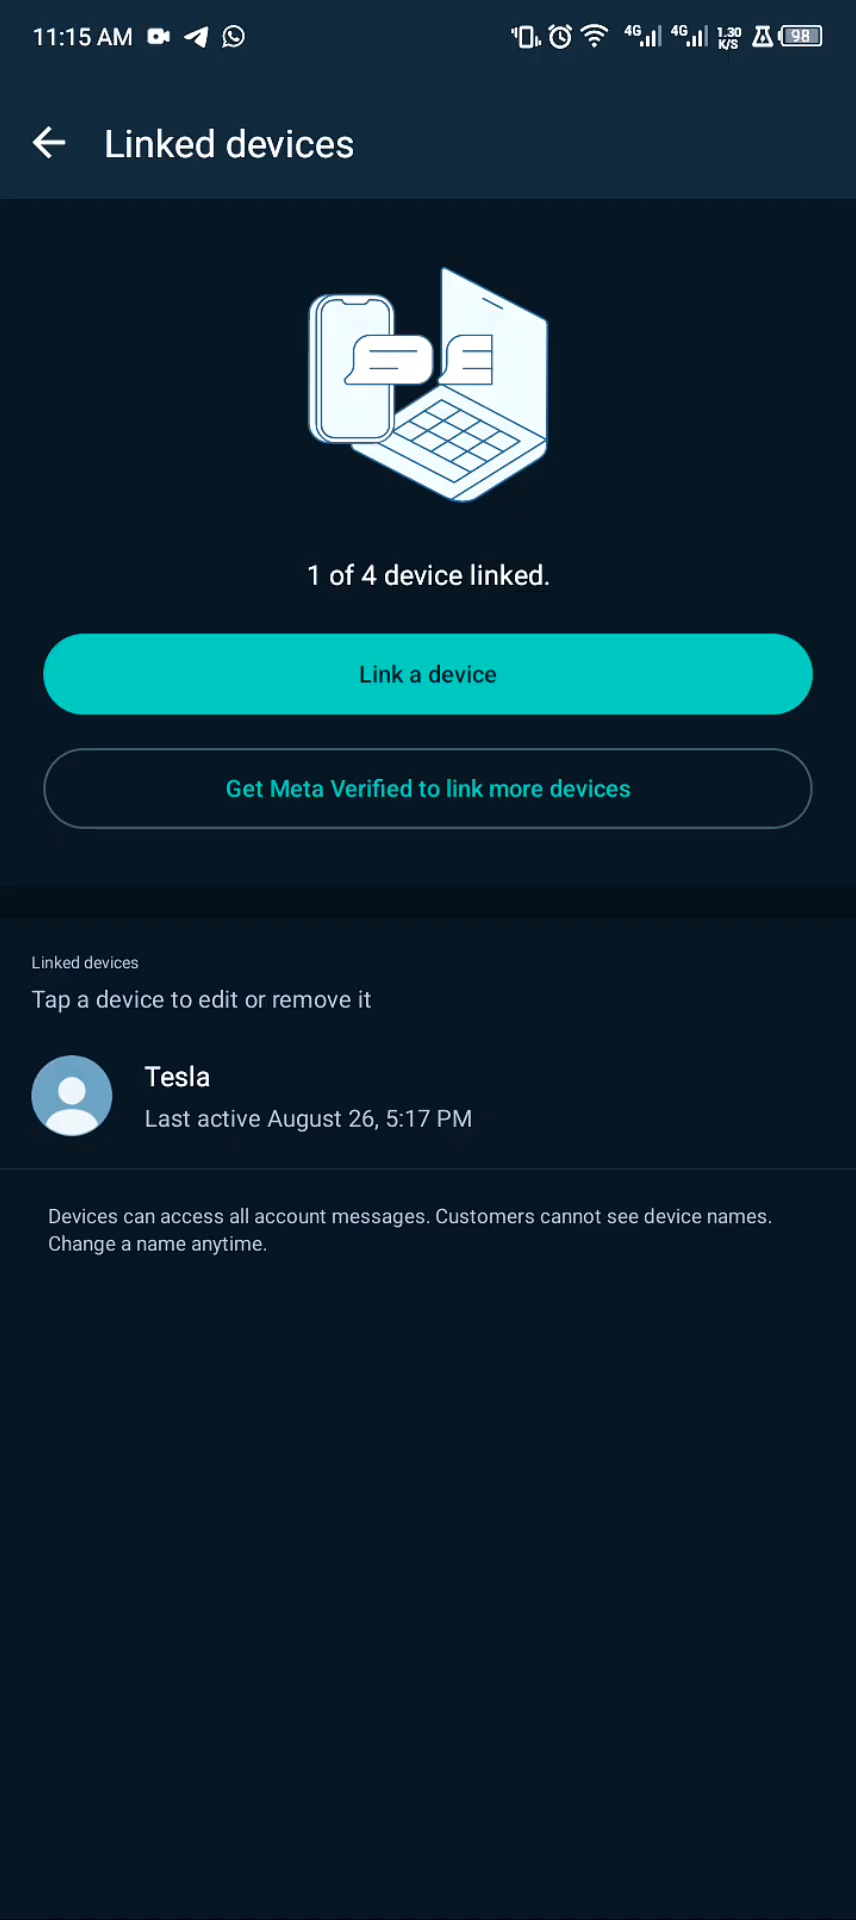 11:15 AM
4G 4G 1.30 K/S 98
Linked devices
1 of 4 device linked.
Link a device
Get Meta Verified to link more devices
Linked devices
Tap a device to edit or remove it
Tesla
Last active August 26, 5:17 PM
Devices can access all account messages. Customers cannot see device names.
Change a name anytime.